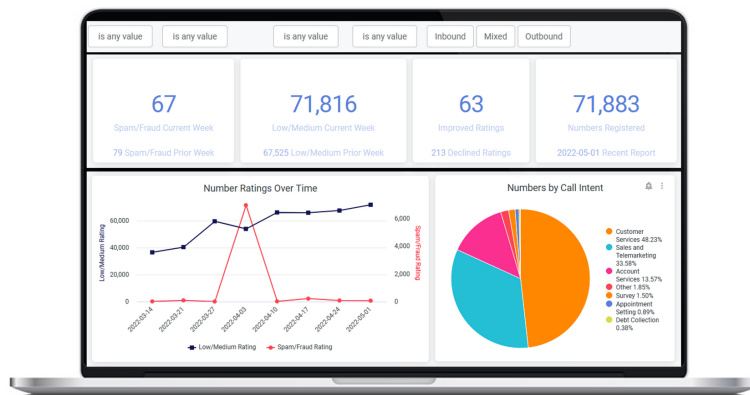 is any value
is any value
is any value
is any value
Inbound
Mixed
Outbound
67
Spam/Fraud Current Week
79 Spam/Fraud Prior Week
71,816
Low/Medium Current Week
67,525 Low/Medium Prior Week
63
Improved Ratings
213 Declined Ratings
71,883
Numbers Registered
2022-05-01 Recent Report
Number Ratings Over Time
Low/Medium Rating
60,000
40,000
20,000
0
6,000
4,000
2,000
0
Spam/Fraud Rating
2022-03-14
2022-03-21
2022-03-27
2022-04-03
2022-04-10
2022-04-17
2022-04-24
2022-05-01
Low/Medium Rating
Spam/Fraud Rating
Numbers by Call Intent
Customer
Services 48.23%
Sales and
Telemarketing
33.58%
Account
Services 13.57%
Other 1.85%
Survey 1.50%
Appointment
Setting 0.89%
Debt Collection
0.38%